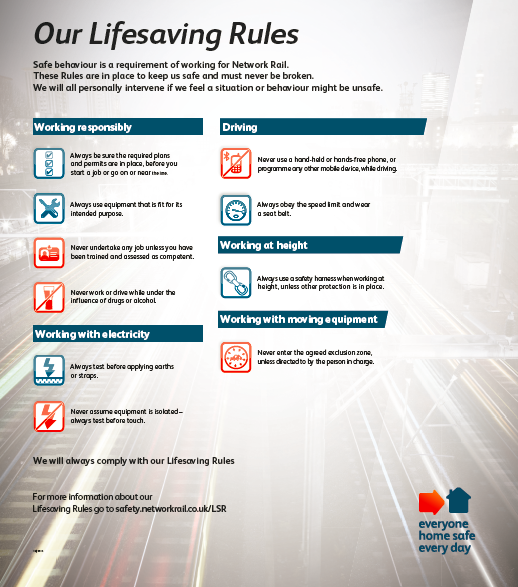 Our Lifesaving Rules
Safe behaviour is a requirement of working for Network Rail.
These Rules are in place to keep us safe and must never be broken.
We will all personally intervene if we feel a situation or behaviour might be unsafe.
Working responsibly
Always be sure the required plans
and permits are in place, before you
start a job or go on or near the line.
Always use equipment that is fit for its
intended purpose.
Never undertake any job unless you have
been trained and assessed as competent.
Never work or drive while under the
influence of drugs or alcohol.
Working with electricity
Always test before applying earths
or straps.
Never assume equipment is isolated –
always test before touch.
Driving
Never use a hand-held or hands-free phone, or
programme any other mobile device, while driving.
Always obey the speed limit and wear
a seat belt.
Working at height
Always use a safety harness when working at
height, unless other protection is in place.
Working with moving equipment
Never enter the agreed exclusion zone,
unless directed to by the person in charge.
We will always comply with our Lifesaving Rules
For more information about our
Lifesaving Rules go to safety.networkrail.co.uk/LSR
everyone
home safe
every day